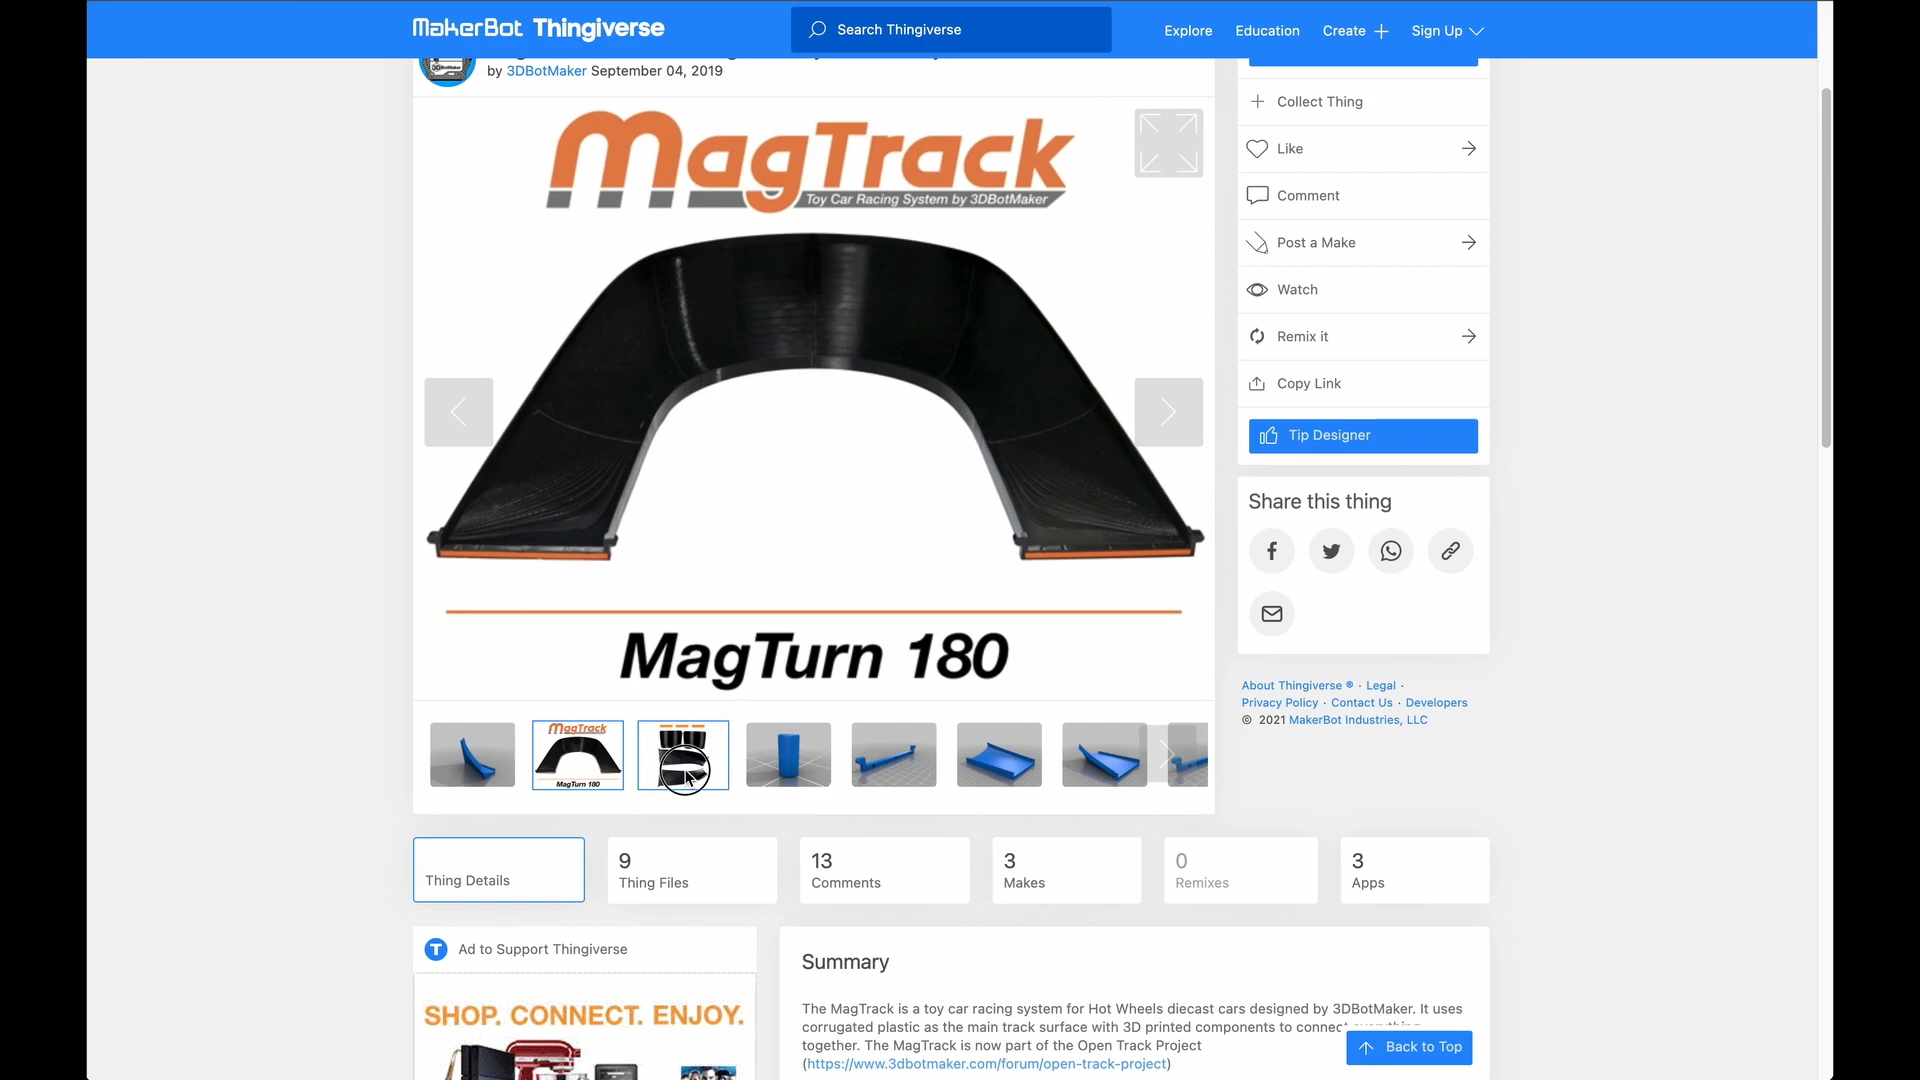 MakerBot Thingiverse
Search Thingiverse
Explore
Education
Create
Sign Up
by 3DBotMaker September 04, 2019
MagTrack
Toy Car Racing System by 3DBotMaker
MagTurn 180
MagTrack
MagTurn 180
Collect Thing
Like
Comment
Post a Make
Watch
Remix it
Copy Link
Tip Designer
Share this thing
About Thingiverse ® · Legal ·
Privacy Policy · Contact Us · Developers
© 2021 MakerBot Industries, LLC
Thing Details
9
Thing Files
13
Comments
3
Makes
0
Remixes
3
Apps
T
Ad to Support Thingiverse
SHOP. CONNECT. ENJOY.
Summary
The MagTrack is a toy car racing system for Hot Wheels diecast cars designed by 3DBotMaker. It uses
corrugated plastic as the main track surface with 3D printed components to connect everything
together. The MagTrack is now part of the Open Track Project
(https://www.3dbotmaker.com/forum/open-track-project)
Back to Top